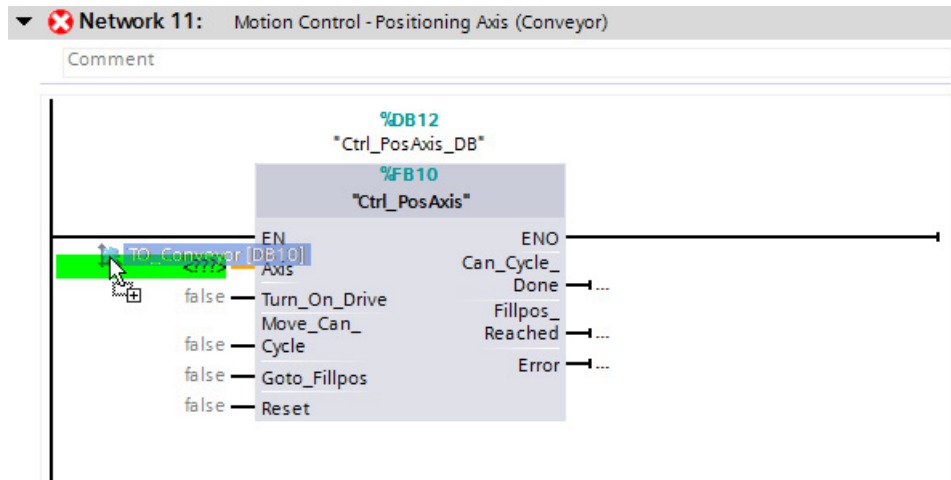 Network 11: Motion Control - Positioning Axis (Conveyor)
Comment
%DB12
"Ctrl_PosAxis_DB"
%FB10
"Ctrl_PosAxis"
EN ENO
TO_Conveyor [DB10]
<???> Axis
Can_Cycle_
Done ...
false Turn_On_Drive
Fillpos_
Reached ...
Move_Can_
false Cycle
Error ...
false Goto_Fillpos
false Reset